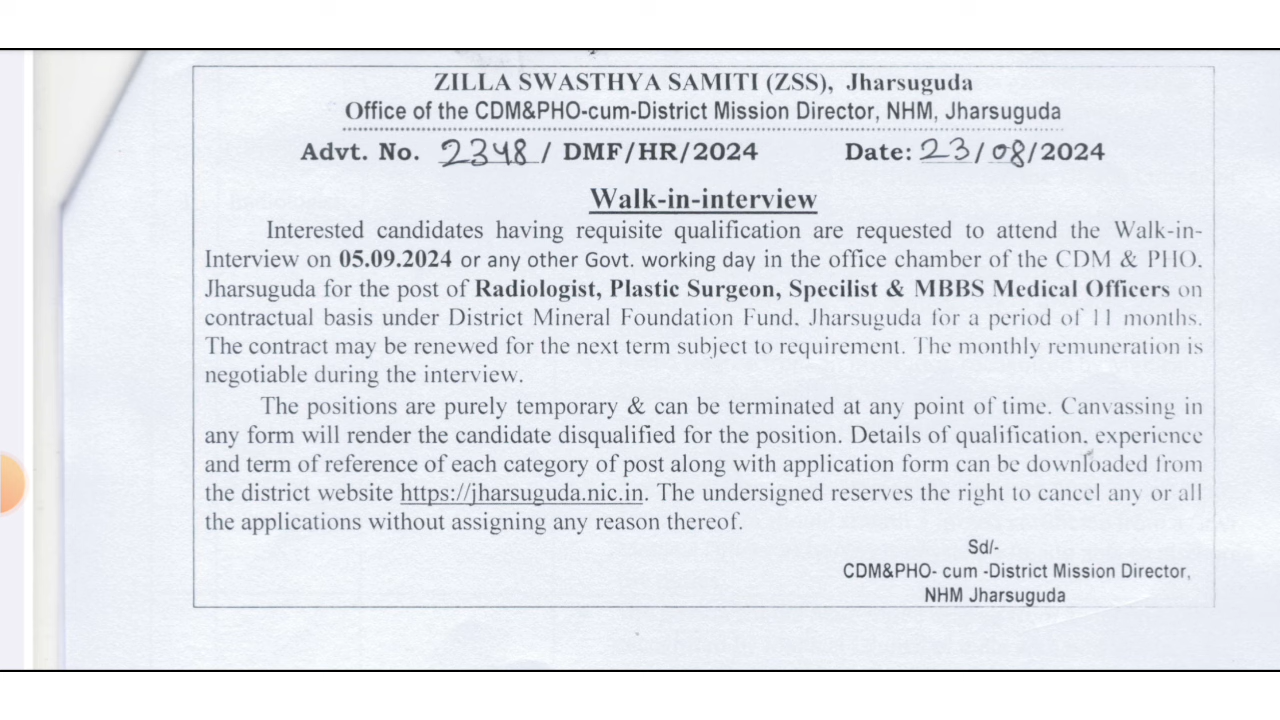 ZILLA SWASTHYA SAMITI (ZSS), Jharsuguda
Office of the CDM&PHO-cum-District Mission Director, NHM, Jharsuguda
Advt. No. 2348/ DMF/HR/2024 Date: 23/08/2024
Walk-in-interview
Interested candidates having requisite qualification are requested to attend the Walk-in-
Interview on 05.09.2024 or any other Govt. working day in the office chamber of the CDM & PHO,
Jharsuguda for the post of Radiologist, Plastic Surgeon, Specilist & MBBS Medical Officers on
contractual basis under District Mineral Foundation Fund, Jharsuguda for a period of 11 months.
The contract may be renewed for the next term subject to requirement. The monthly remuneration is
negotiable during the interview.
The positions are purely temporary & can be terminated at any point of time. Canvassing in
any form will render the candidate disqualified for the position. Details of qualification, experience
and term of reference of each category of post along with application form can be downloaded from
the district website https://jharsuguda.nic.in. The undersigned reserves the right to cancel any or all
the applications without assigning any reason thereof.
Sd/-
CDM&PHO- cum -District Mission Director,
NHM Jharsuguda